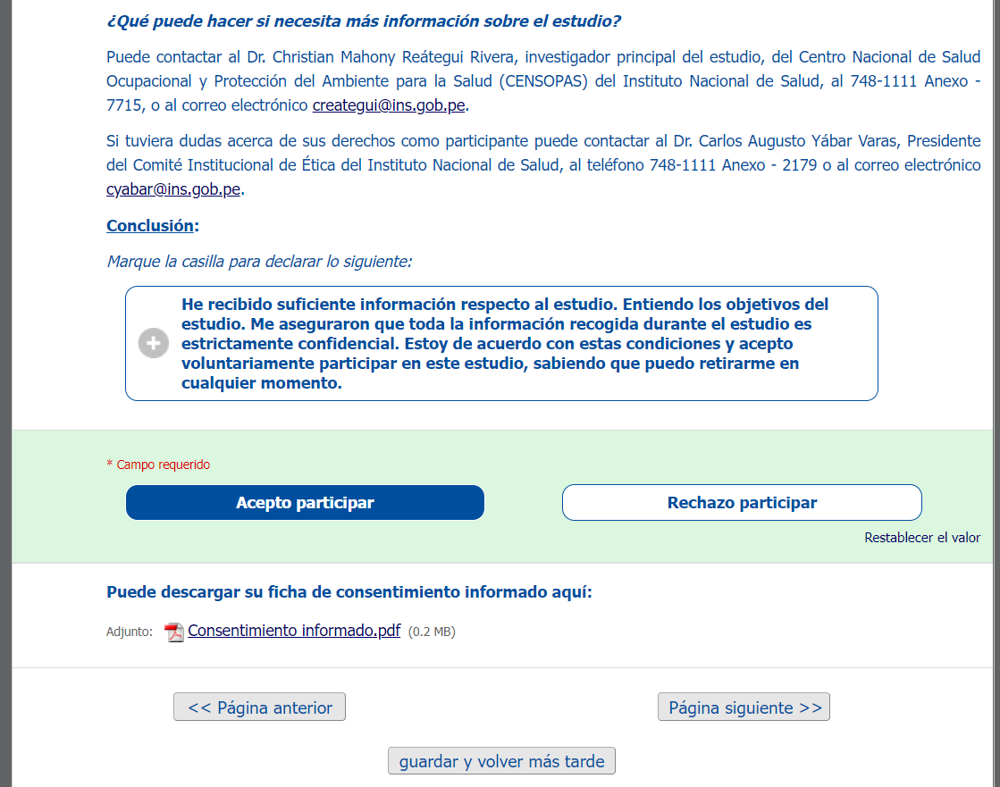 ¿Qué puede hacer si necesita más información sobre el estudio?
Puede contactar al Dr. Christian Mahony Reátegui Rivera, investigador principal del estudio, del Centro Nacional de Salud
Ocupacional y Protección del Ambiente para la Salud (CENSOPAS) del Instituto Nacional de Salud, al 748-1111 Anexo -
7715, o al correo electrónico creategui@ins.gob.pe.
Si tuviera dudas acerca de sus derechos como participante puede contactar al Dr. Carlos Augusto Yábar Varas, Presidente
del Comité Institucional de Ética del Instituto Nacional de Salud, al teléfono 748-1111 Anexo - 2179 o al correo electrónico
cyabar@ins.gob.pe.
Conclusión:
Marque la casilla para declarar lo siguiente:
He recibido suficiente información respecto al estudio. Entiendo los objetivos del
estudio. Me aseguraron que toda la información recogida durante el estudio es
estrictamente confidencial. Estoy de acuerdo con estas condiciones y acepto
voluntariamente participar en este estudio, sabiendo que puedo retirarme en
cualquier momento.
* Campo requerido
Acepto participar Rechazo participar
Restablecer el valor
Puede descargar su ficha de consentimiento informado aquí:
Adjunto: Consentimiento informado.pdf (0.2 MB)
<< Página anterior Página siguiente >>
guardar y volver más tarde